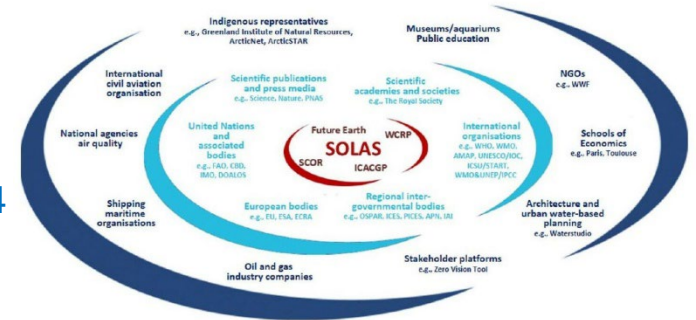 Indigenous representatives
e.g., Greenland Institute of Natural Resources,
ArcticNet, ArcticSTAR
Museums/aquariums
Public education
International
civil aviation
organisation
Scientific publications
and press media
e.g. Science, Nature, PNAS
Scientific
academies and societies
e.g., The Royal Society
NGOs
e.g., WWF
National agencies
air quality
United Nations
and
associated
bodies
e.g., FAO, CBD,
IMO, DOALOS
Future Earth
WCRP
SOLAS
SCOR
ICACGP
International
organisations
e.g., WHO, WMO,
AMAP, UNESCO/IOC,
ICSU/START,
WMO&UNEP/IPCC
Schools of
Economics
e.g., Paris, Toulouse
4
Shipping
maritime
organisations
European bodies
e.g., EU, ESA, ECRA
Regional inter-
governmental bodies
e.g., OSPAR, ICES, PICES, APN, IAI
Architecture and
urban water-based
planning
e.g., Waterstudio
Oil and gas
industry companies
Stakeholder platforms
e.g., Zero Vision Tool